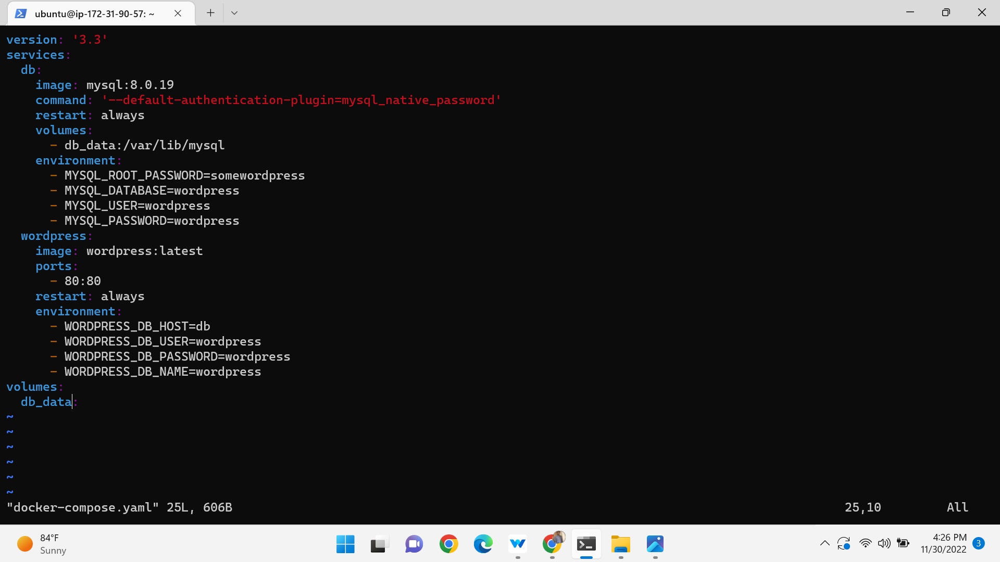 ubuntu@ip-172-31-90-57: ~
version: '3.3'
services:
  db:
    image: mysql:8.0.19
    command: '--default-authentication-plugin=mysql_native_password'
    restart: always
    volumes:
      - db_data:/var/lib/mysql
    environment:
      - MYSQL_ROOT_PASSWORD=somewordpress
      - MYSQL_DATABASE=wordpress
      - MYSQL_USER=wordpress
      - MYSQL_PASSWORD=wordpress
  wordpress:
    image: wordpress:latest
    ports:
      - 80:80
    restart: always
    environment:
      - WORDPRESS_DB_HOST=db
      - WORDPRESS_DB_USER=wordpress
      - WORDPRESS_DB_PASSWORD=wordpress
      - WORDPRESS_DB_NAME=wordpress
volumes:
  db_data:
~
~
~
~
~
~
"docker-compose.yaml" 25L, 606B 25,10 All
84°F
Sunny
4:26 PM
11/30/2022
3